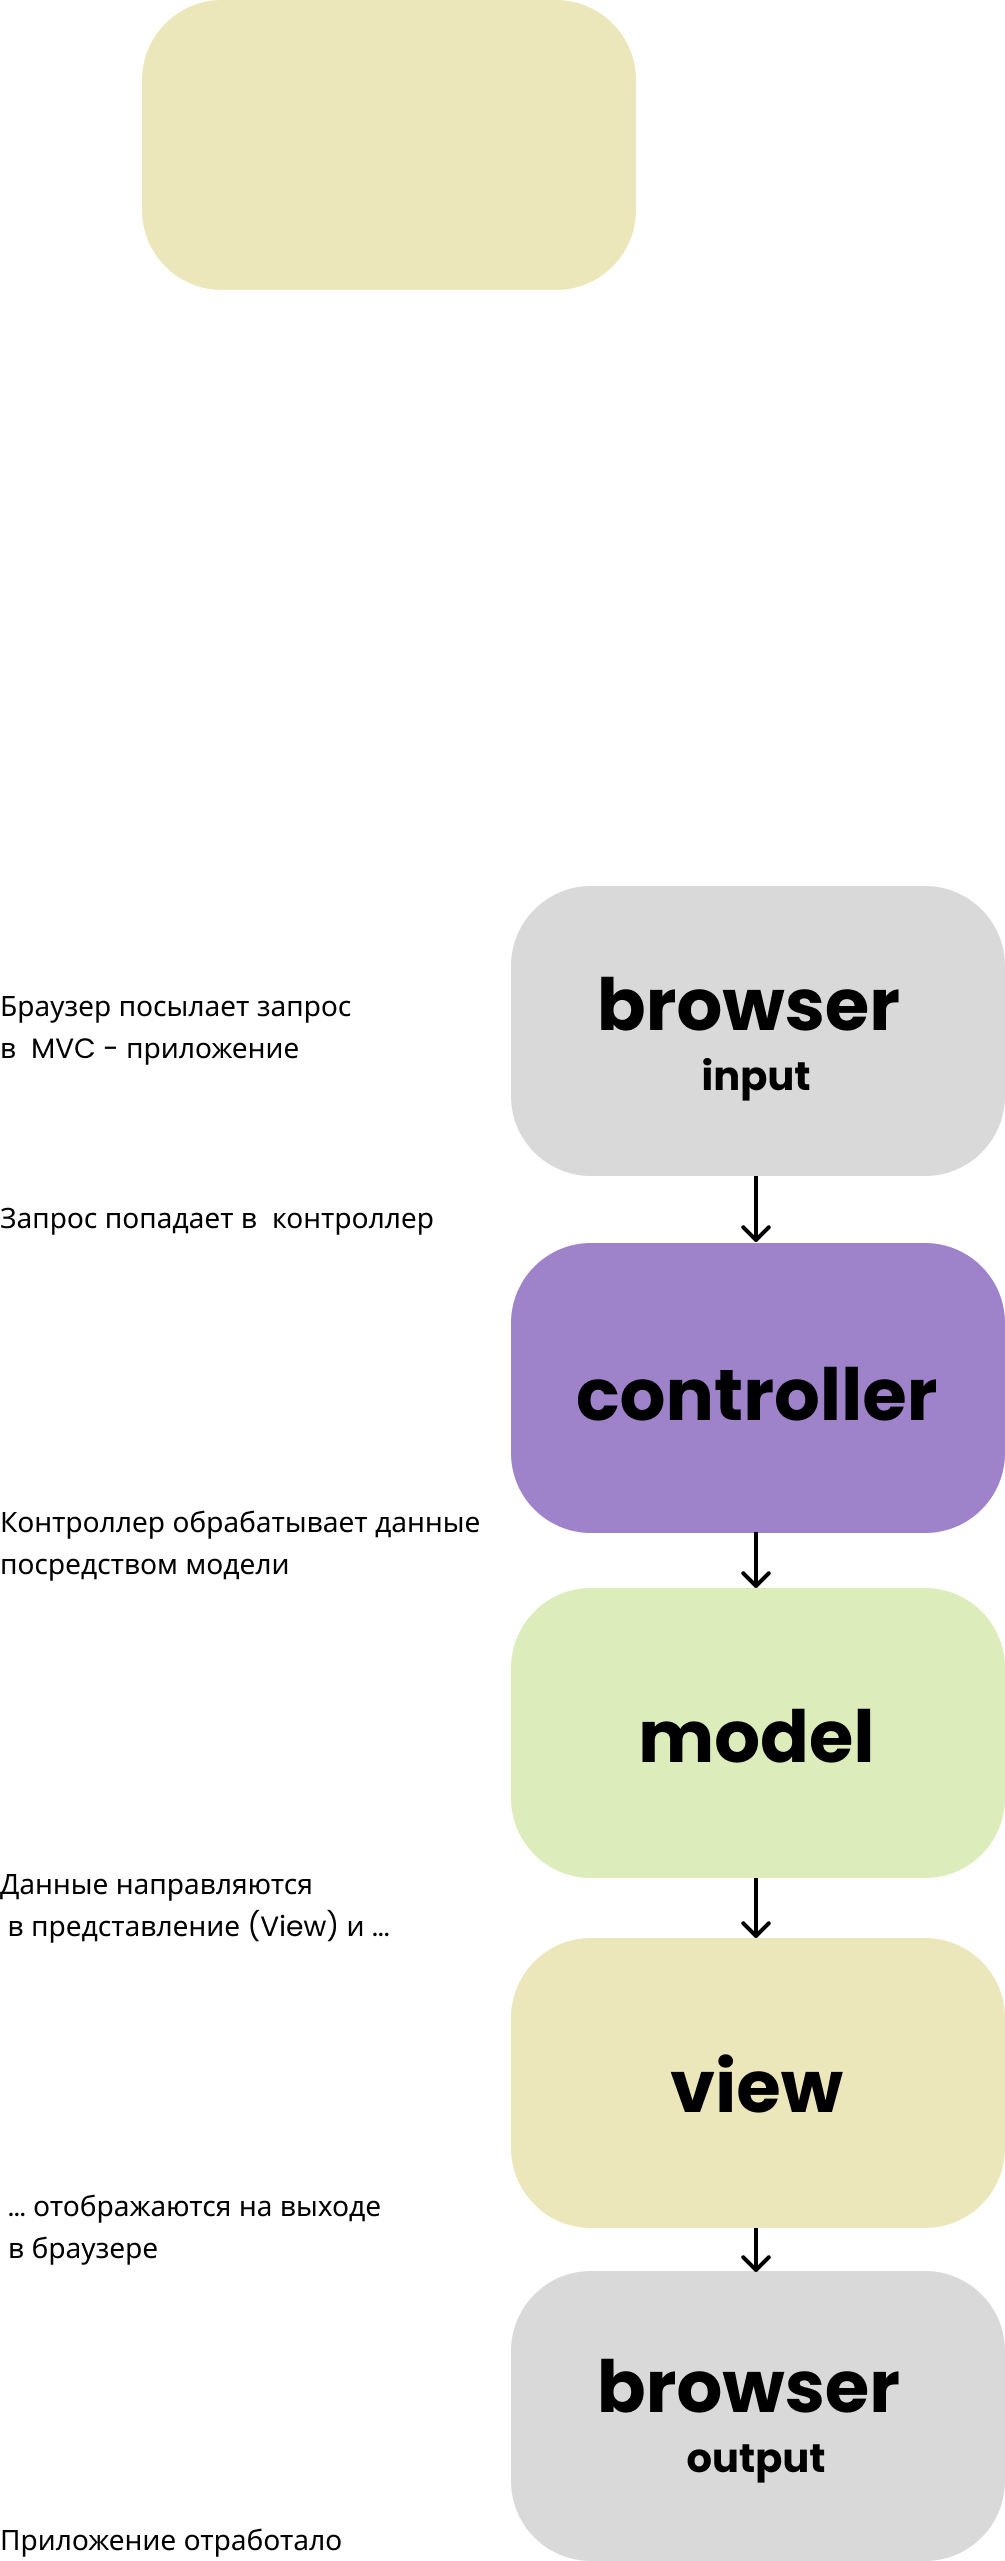 browser
input
Браузер посылает запрос
в  MVC - приложение
Запрос попадает в  контроллер
controller
Контроллер обрабатывает данные
посредством модели
model
Данные направляются
в представление (View) и ...
view
... отображаются на выходе
в браузере
browser
output
Приложение отработало